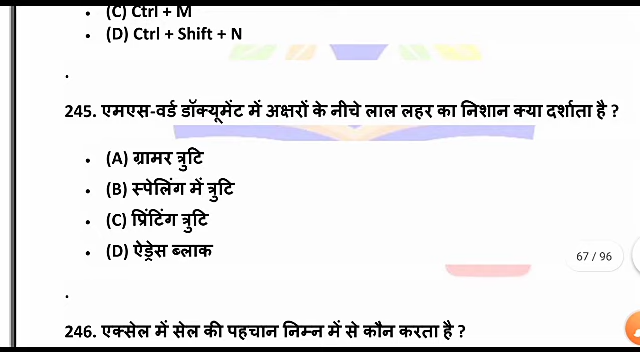 (C) Ctrl + M
(D) Ctrl + Shift + N
.
245. एमएस-वर्ड डॉक्यूमेंट में अक्षरों के नीचे लाल लहर का निशान क्या दर्शाता है ?
(A) ग्रामर त्रुटि
(B) स्पेलिंग में त्रुटि
(C) प्रिंटिंग त्रुटि
(D) ऐड्रेस ब्लाक
67 / 96
.
246. एक्सेल में सेल की पहचान निम्न में से कौन करता है ?